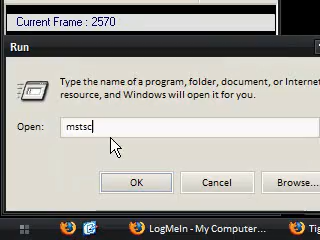 Current Frame : 2570
Run
Type the name of a program, folder, document, or Internet
resource, and Windows will open it for you.
Open: mstsc
OK Cancel Browse...
LogMeIn - My Computer...